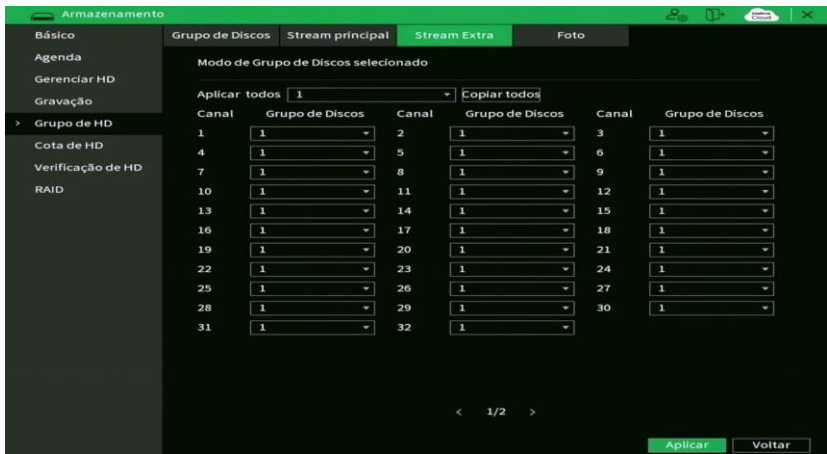 Armazenamento
Básico
Agenda
Gerenciar HD
Gravação
> Grupo de HD
Cota de HD
Verificação de HD
RAID
Grupo de Discos Stream principal Stream Extra Foto
Modo de Grupo de Discos selecionado
Aplicar todos 1 Copiar todos
Canal Grupo de Discos Canal Grupo de Discos Canal Grupo de Discos
1 1 2 1 3 1
4 1 5 1 6 1
7 1 8 1 9 1
10 1 11 1 12 1
13 1 14 1 15 1
16 1 17 1 18 1
19 1 20 1 21 1
22 1 23 1 24 1
25 1 26 1 27 1
28 1 29 1 30 1
31 1 32 1
< 1/2 >
Aplicar Voltar